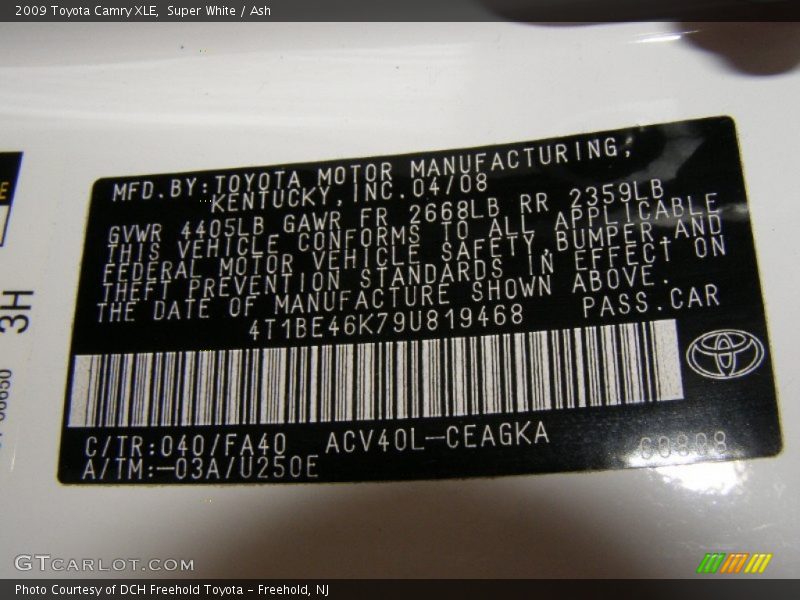 2009 Toyota Camry XLE,  Super White / Ash
MFD.BY:TOYOTA MOTOR MANUFACTURING,
KENTUCKY,INC.04/08
GVWR 4405LB GAWR FR 2668LB RR 2359LB
THIS VEHICLE CONFORMS TO ALL APPLICABLE
FEDERAL MOTOR VEHICLE SAFETY,BUMPER,AND
THEFT PREVENTION STANDARDS IN EFFECT ON
THE DATE OF MANUFACTURE SHOWN ABOVE.
4T1BE46K79U819468 PASS.CAR
C/TR:040/FA40 ACV40L-CEAGKA
A/TM:-03A/U250E
3H
GTCARLOT.COM
Photo Courtesy of DCH Freehold Toyota - Freehold, NJ